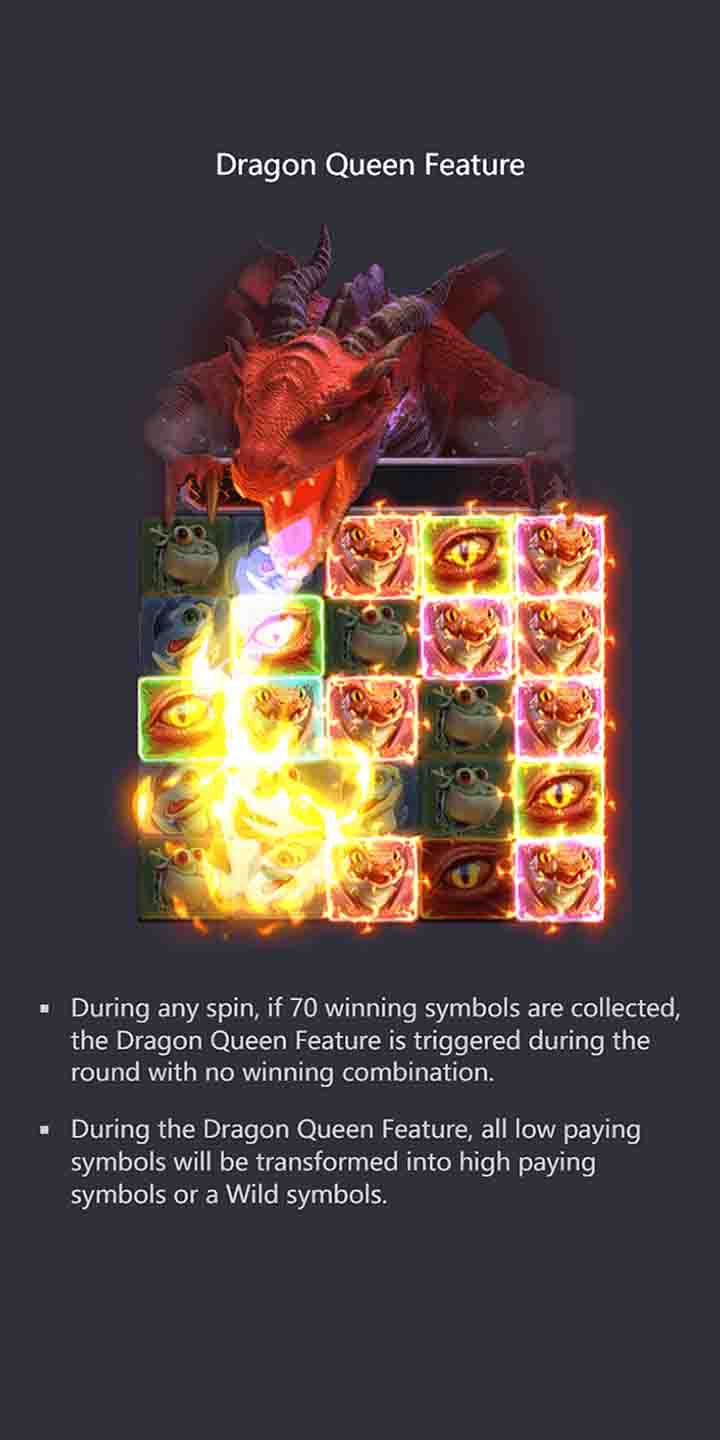 Dragon Queen Feature
▪ During any spin, if 70 winning symbols are collected,
the Dragon Queen Feature is triggered during the
round with no winning combination.
▪ During the Dragon Queen Feature, all low paying
symbols will be transformed into high paying
symbols or a Wild symbols.